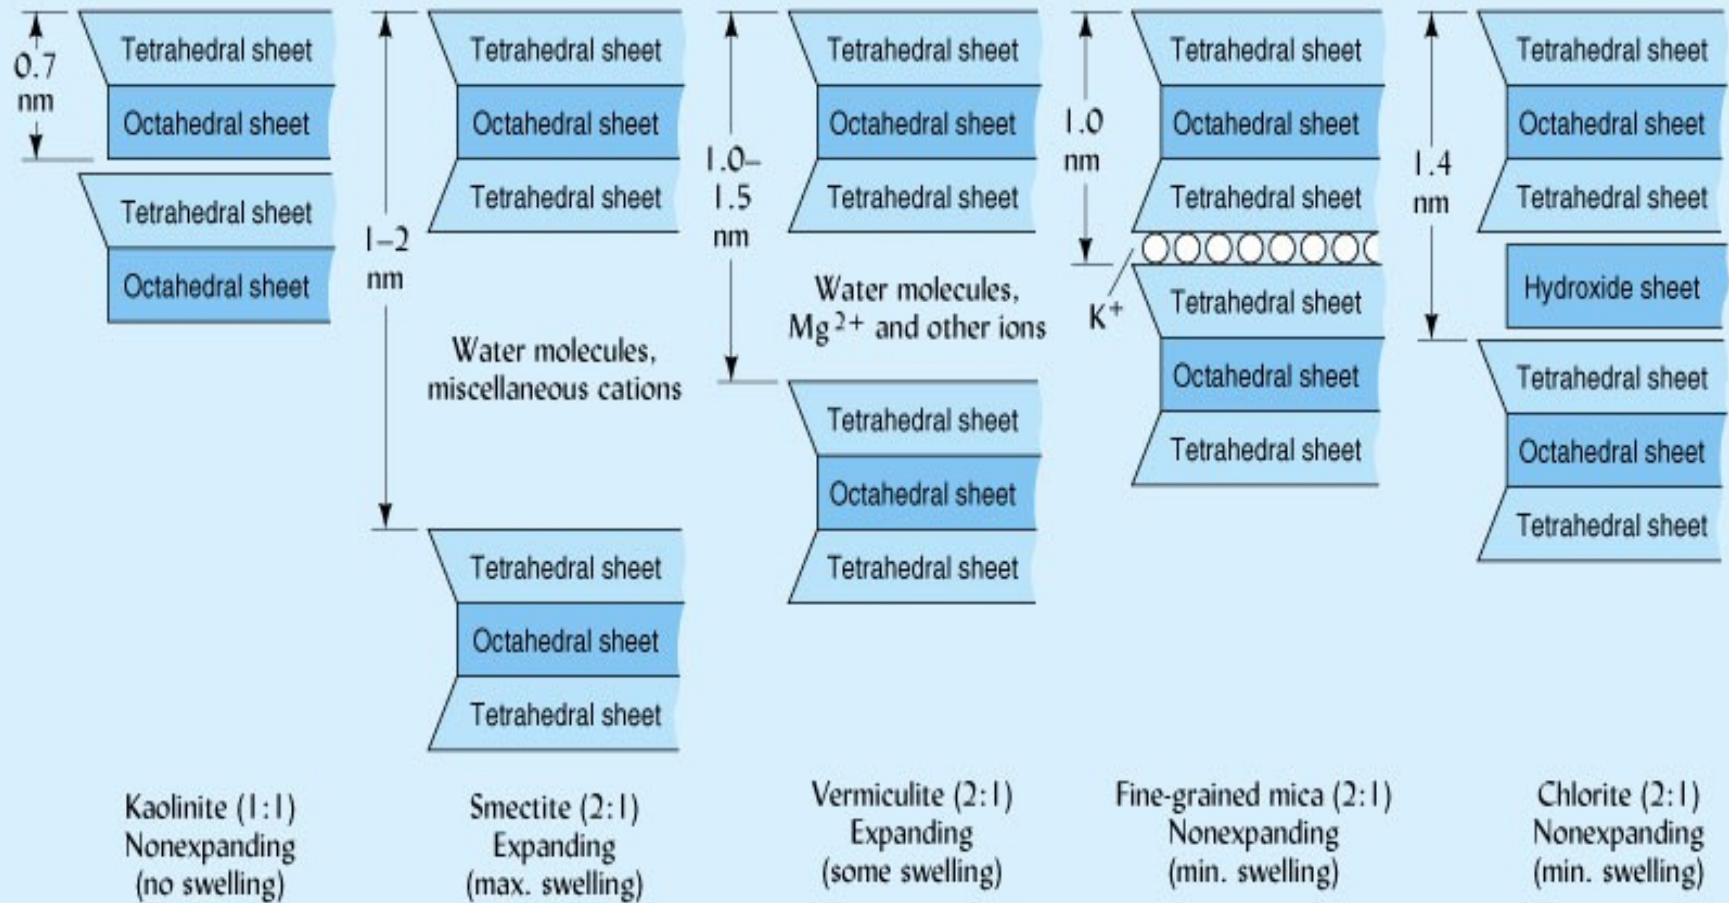 0.7
nm
Tetrahedral sheet
Octahedral sheet
Tetrahedral sheet
Octahedral sheet
Kaolinite (1:1)
Nonexpanding
(no swelling)
1–2
nm
Tetrahedral sheet
Octahedral sheet
Tetrahedral sheet
Water molecules,
miscellaneous cations
Tetrahedral sheet
Octahedral sheet
Tetrahedral sheet
Smectite (2:1)
Expanding
(max. swelling)
1.0–
1.5
nm
Tetrahedral sheet
Octahedral sheet
Tetrahedral sheet
Water molecules,
Mg²⁺ and other ions
Tetrahedral sheet
Octahedral sheet
Tetrahedral sheet
Vermiculite (2:1)
Expanding
(some swelling)
1.0
nm
Tetrahedral sheet
Octahedral sheet
Tetrahedral sheet
K⁺
Tetrahedral sheet
Octahedral sheet
Tetrahedral sheet
Fine-grained mica (2:1)
Nonexpanding
(min. swelling)
1.4
nm
Tetrahedral sheet
Octahedral sheet
Tetrahedral sheet
Hydroxide sheet
Tetrahedral sheet
Octahedral sheet
Tetrahedral sheet
Chlorite (2:1)
Nonexpanding
(min. swelling)